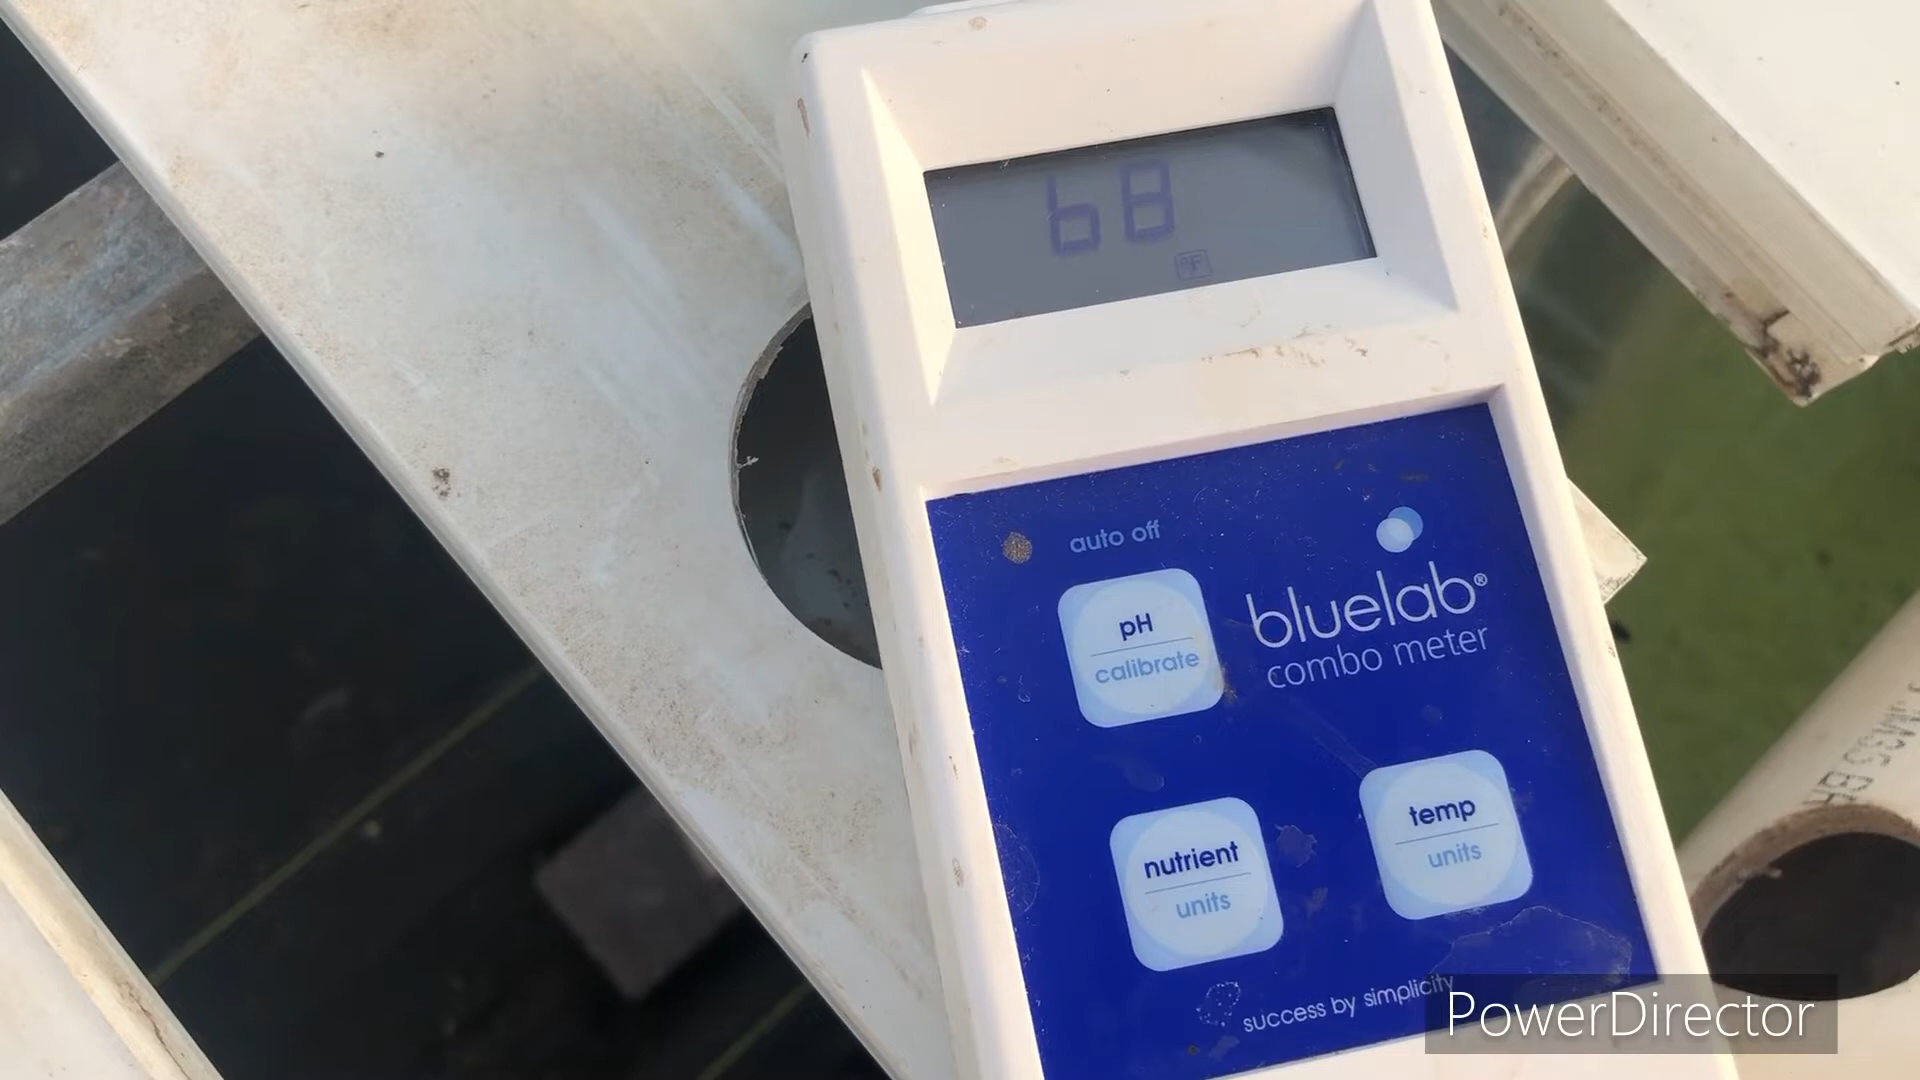 68
°F
auto off
pH
calibrate
bluelab®
combo meter
nutrient
units
temp
units
success by simplicity
PowerDirector